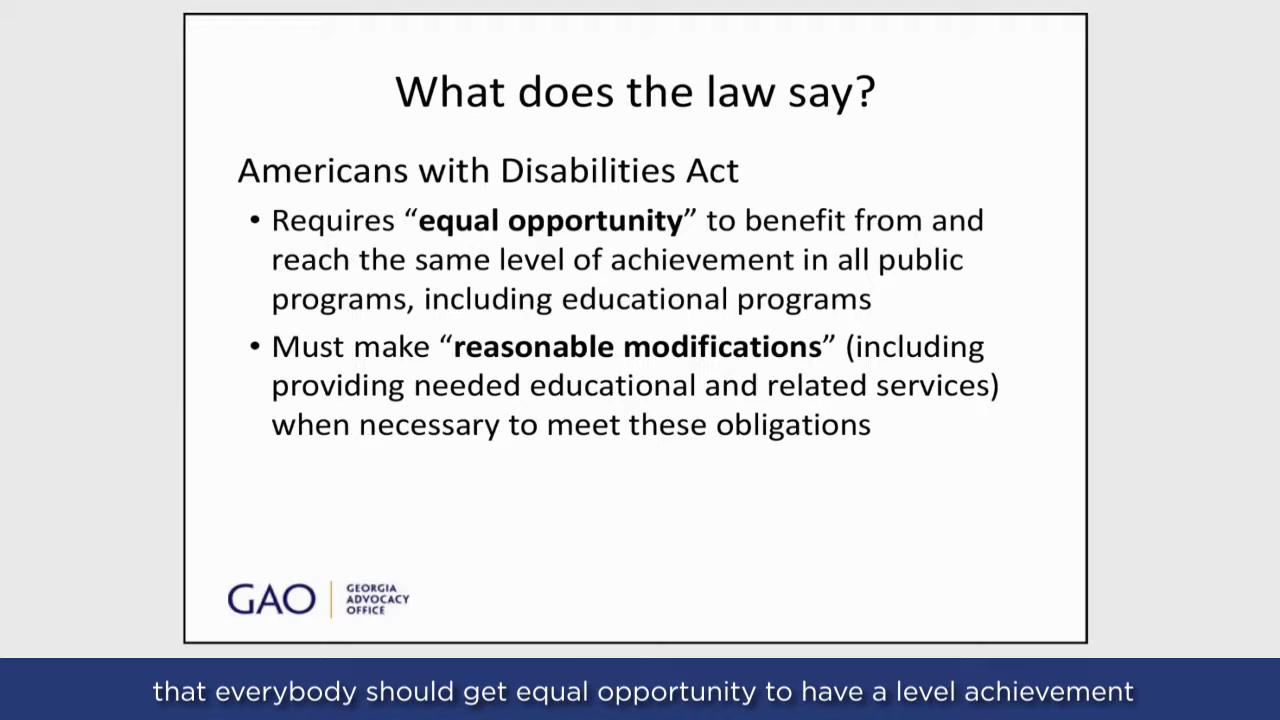 What does the law say?
Americans with Disabilities Act
• Requires “equal opportunity” to benefit from and
reach the same level of achievement in all public
programs, including educational programs
• Must make “reasonable modifications” (including
providing needed educational and related services)
when necessary to meet these obligations
GAO
GEORGIA
ADVOCACY
OFFICE
that everybody should get equal opportunity to have a level achievement